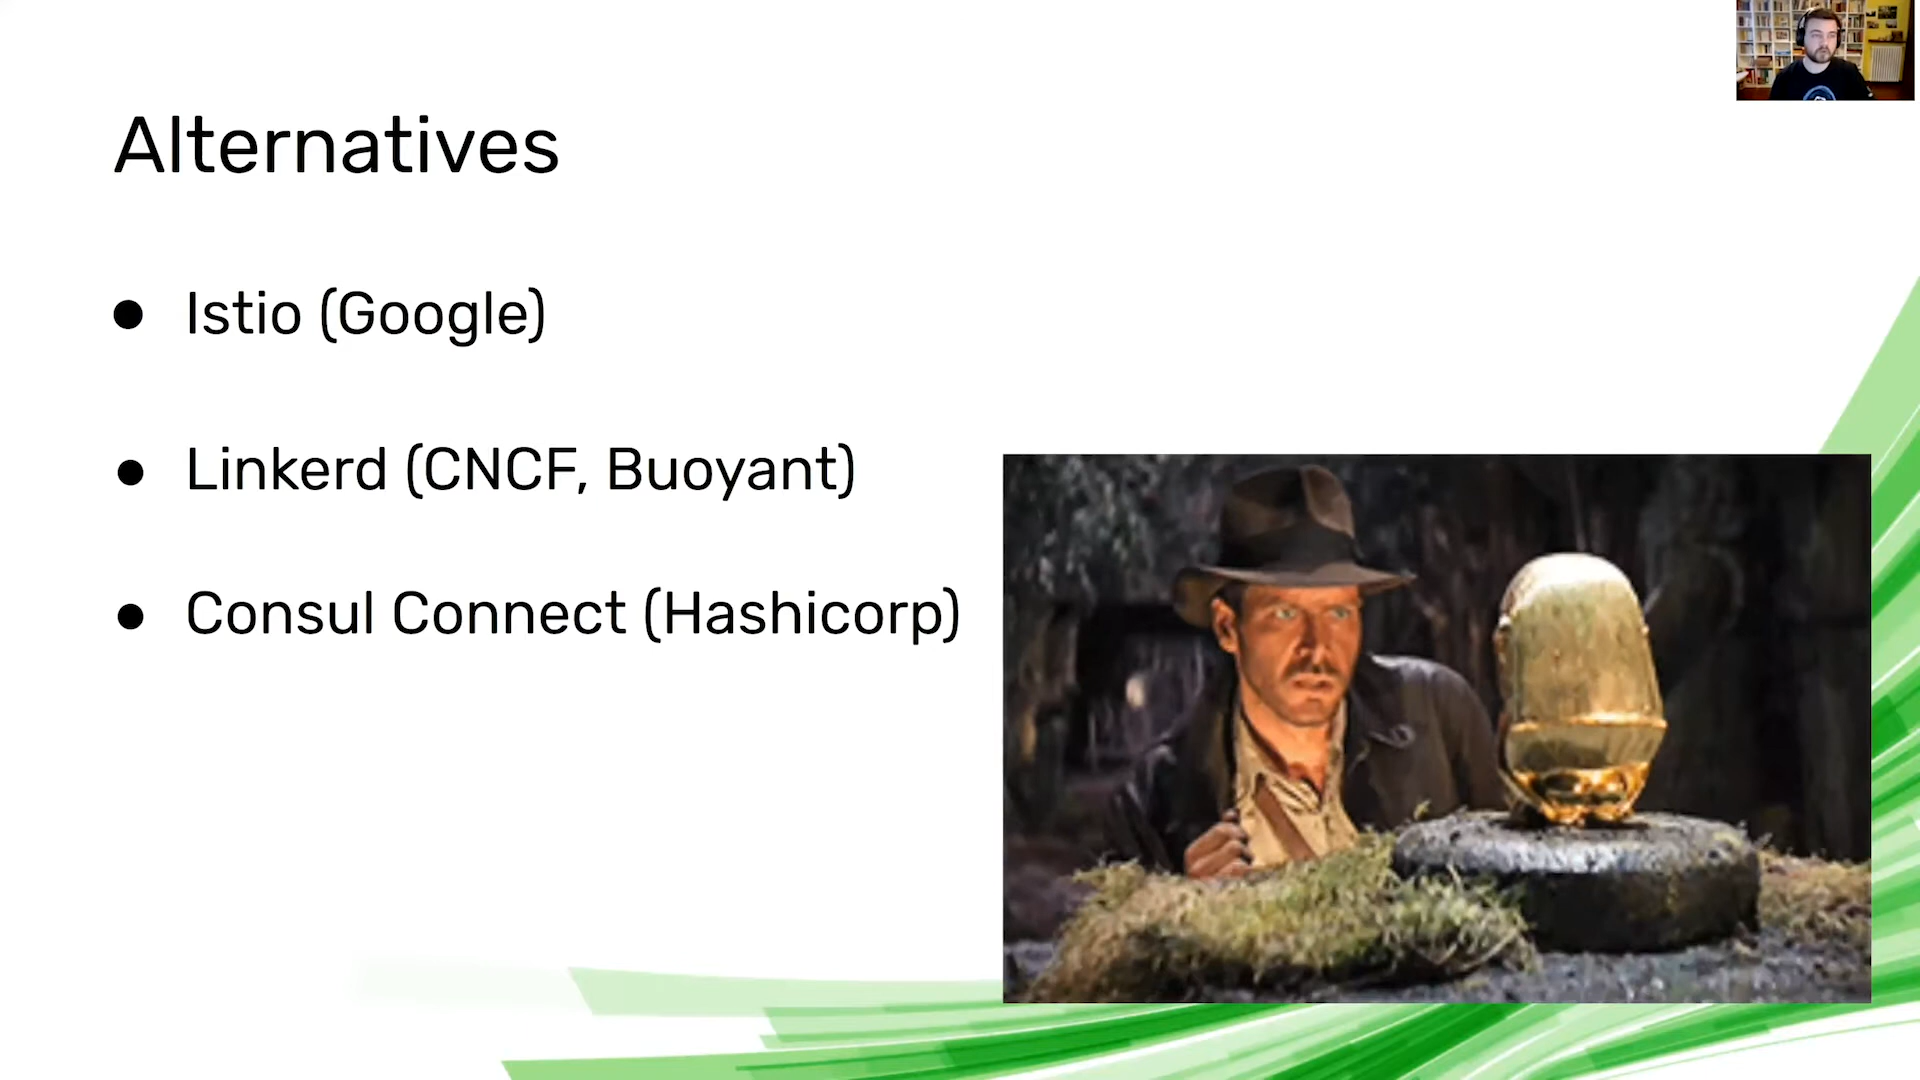 Alternatives
● Istio (Google)
● Linkerd (CNCF, Buoyant)
● Consul Connect (Hashicorp)